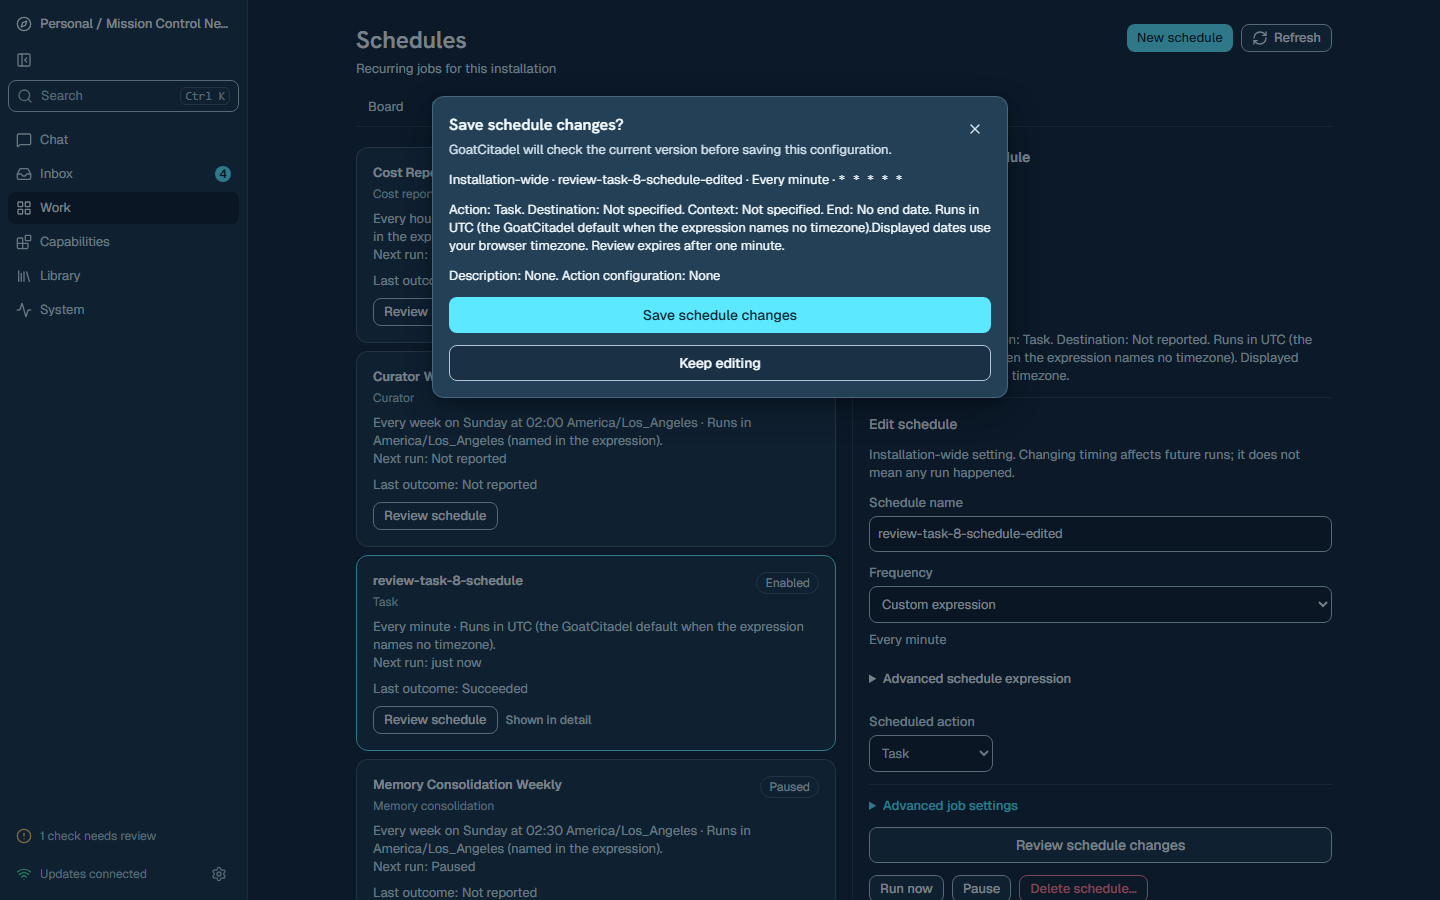 Personal / Mission Control Ne...
Search
Ctrl K
Chat
Inbox
4
Work
Capabilities
Library
System
1 check needs review
Updates connected
Schedules
Recurring jobs for this installation
New schedule
Refresh
Board
Save schedule changes?
GoatCitadel will check the current version before saving this configuration.
Installation-wide · review-task-8-schedule-edited · Every minute · * * * * *
Action: Task. Destination: Not specified. Context: Not specified. End: No end date. Runs in
UTC (the GoatCitadel default when the expression names no timezone).Displayed dates use
your browser timezone. Review expires after one minute.
Description: None. Action configuration: None
Save schedule changes
Keep editing
Cost Repo
Cost repor
Every hou
in the exp
Next run:
Last outco
Review
Curator W
Curator
Every week on Sunday at 02:00 America/Los_Angeles · Runs in
America/Los_Angeles (named in the expression).
Next run: Not reported
Last outcome: Not reported
Review schedule
review-task-8-schedule
Enabled
Task
Every minute · Runs in UTC (the GoatCitadel default when the expression
names no timezone).
Next run: just now
Last outcome: Succeeded
Review schedule
Shown in detail
Memory Consolidation Weekly
Paused
Memory consolidation
Every week on Sunday at 02:30 America/Los_Angeles · Runs in
America/Los_Angeles (named in the expression).
Next run: Paused
Last outcome: Not reported
ule
n: Task. Destination: Not reported. Runs in UTC (the
en the expression names no timezone). Displayed
timezone.
Edit schedule
Installation-wide setting. Changing timing affects future runs; it does not
mean any run happened.
Schedule name
review-task-8-schedule-edited
Frequency
Custom expression
Every minute
Advanced schedule expression
Scheduled action
Task
Advanced job settings
Review schedule changes
Run now
Pause
Delete schedule...